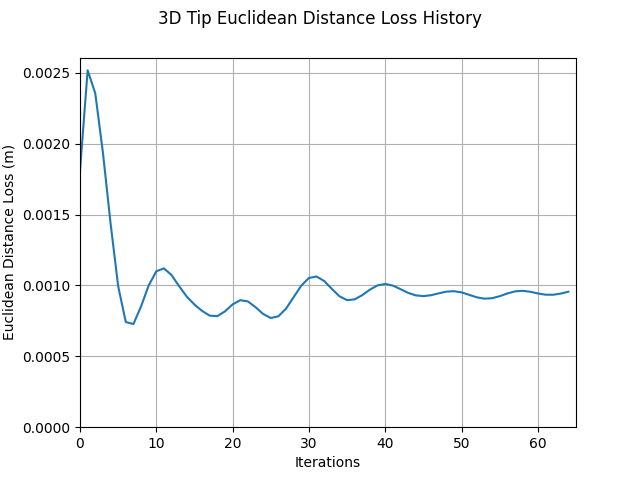 3D Tip Euclidean Distance Loss History
Euclidean Distance Loss (m)
0.0025
0.0020
0.0015
0.0010
0.0005
0.0000
0 10 20 30 40 50 60
Iterations